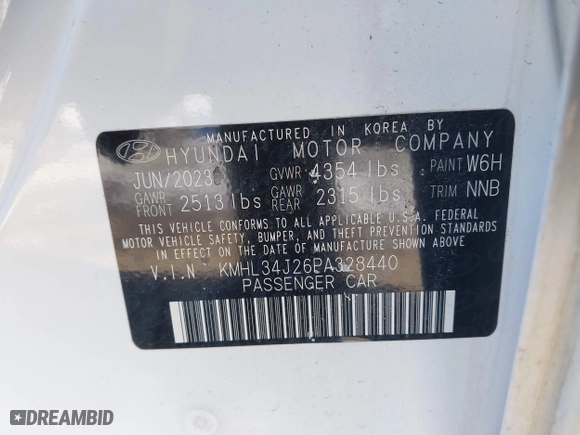 MANUFACTURED IN KOREA BY
HYUNDAI MOTOR COMPANY
JUN/2023 GVWR 4354 lbs PAINT W6H
GAWR FRONT 2513 lbs GAWR REAR 2315 lbs TRIM NNB
THIS VEHICLE CONFORMS TO ALL APPLICABLE U.S.A. FEDERAL
MOTOR VEHICLE SAFETY, BUMPER, AND THEFT PREVENTION STANDARDS
IN EFFECT ON THE DATE OF MANUFACTURE SHOWN ABOVE.
V.I.N KMHL34J26PA328440
PASSENGER CAR
DREAMBID